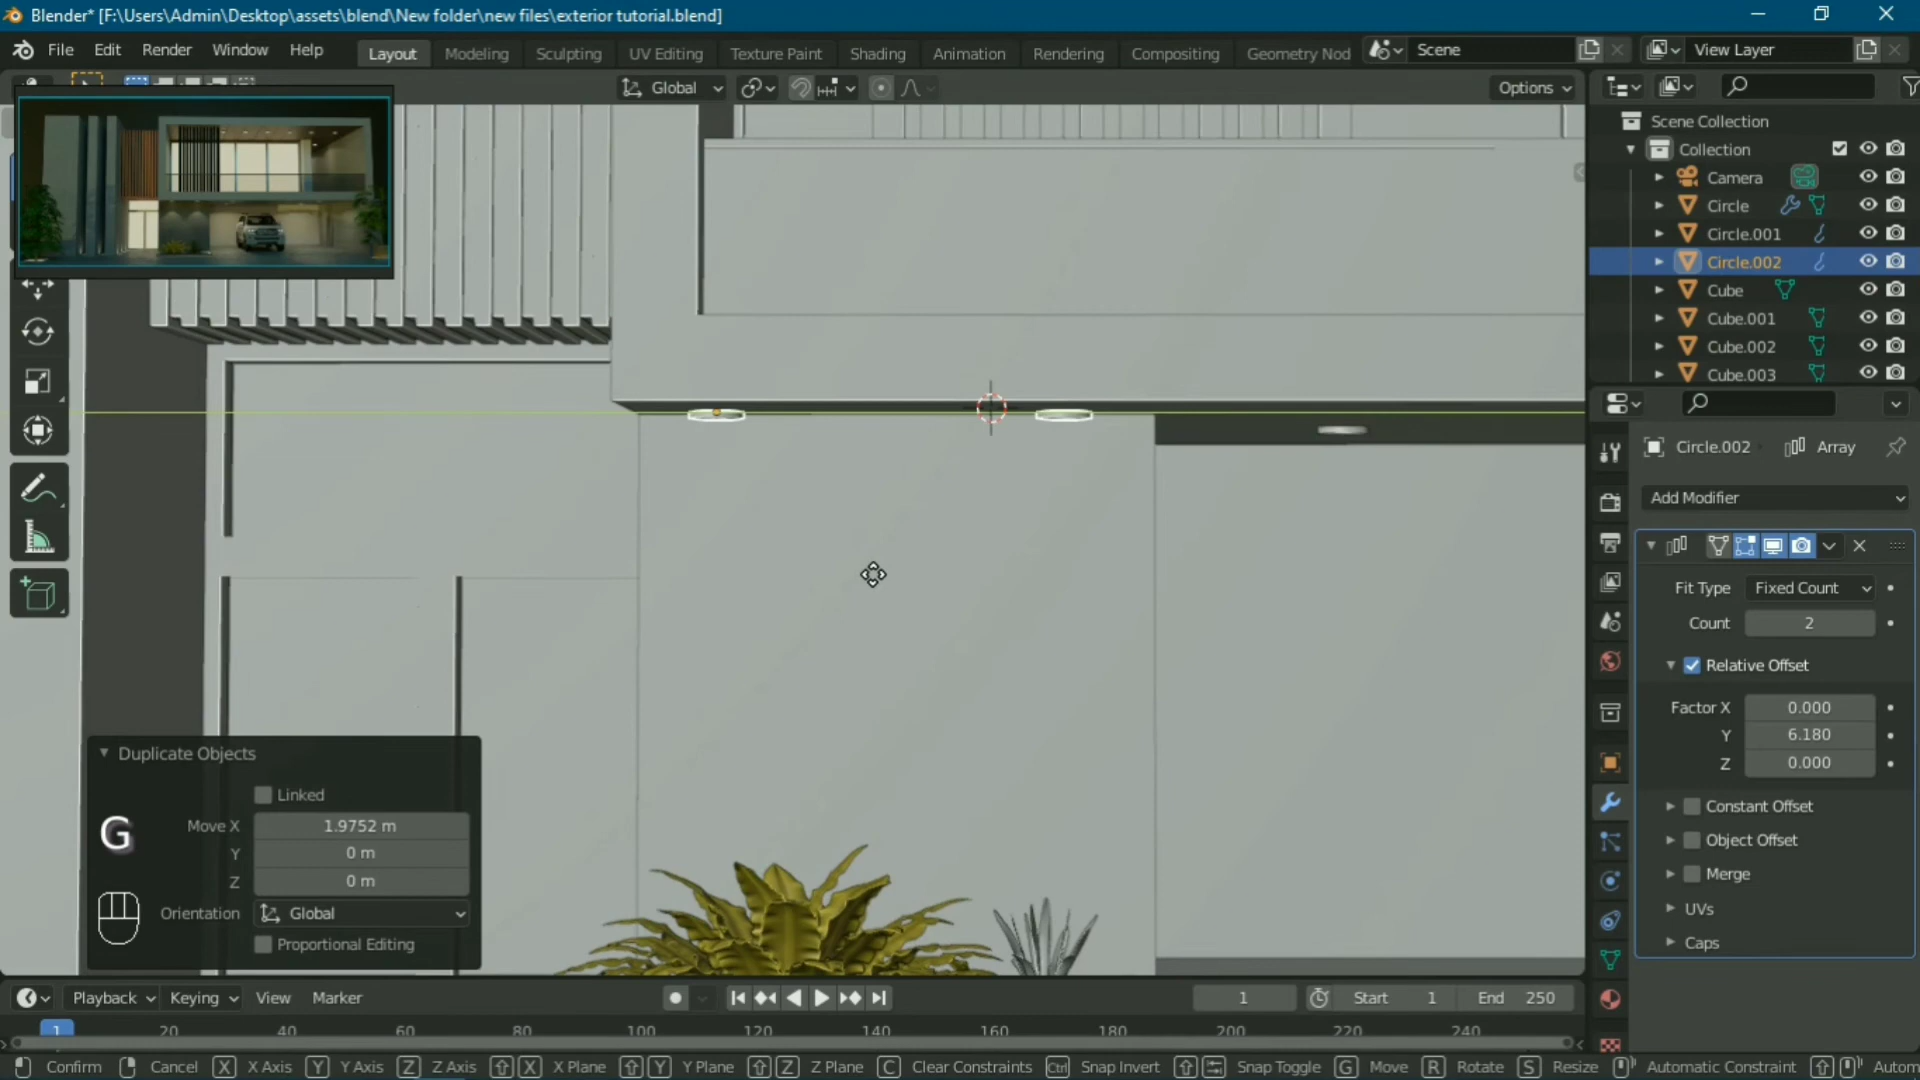 Blender* [F:\Users\Admin\Desktop\assets\blend\New folder\new files\exterior tutorial.blend]
File Edit Render Window Help Layout Modeling Sculpting UV Editing Texture Paint Shading Animation Rendering Compositing Geometry Nod Scene View Layer
Global Options
Scene Collection
Collection
Camera
Circle
Circle.001
Circle.002
Cube
Cube.001
Cube.002
Cube.003
Circle.002 Array
Add Modifier
Fit Type Fixed Count
Count 2
Relative Offset
Factor X 0.000
Y 6.180
Z 0.000
Constant Offset
Object Offset
Merge
UVs
Caps
Duplicate Objects
Linked
G
Move X 1.9752 m
Y 0 m
Z 0 m
Orientation Global
Proportional Editing
Playback Keying View Marker 1 Start 1 End 250
1 20 40 60 80 100 120 140 160 180 200 220 240
Confirm Cancel X X Axis Y Y Axis Z Z Axis X X Plane Y Y Plane Z Z Plane C Clear Constraints Ctrl Snap Invert Snap Toggle G Move R Rotate S Resize Automatic Constraint Autom